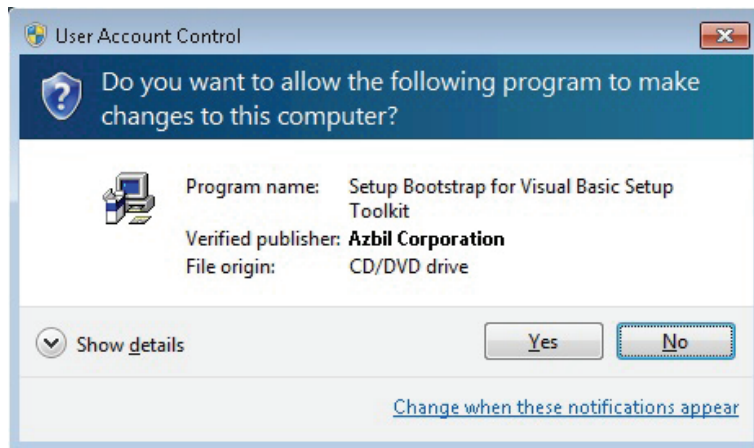 User Account Control
Do you want to allow the following program to make
changes to this computer?
Program name: Setup Bootstrap for Visual Basic Setup
Toolkit
Verified publisher: Azbil Corporation
File origin: CD/DVD drive
Show details Yes No
Change when these notifications appear